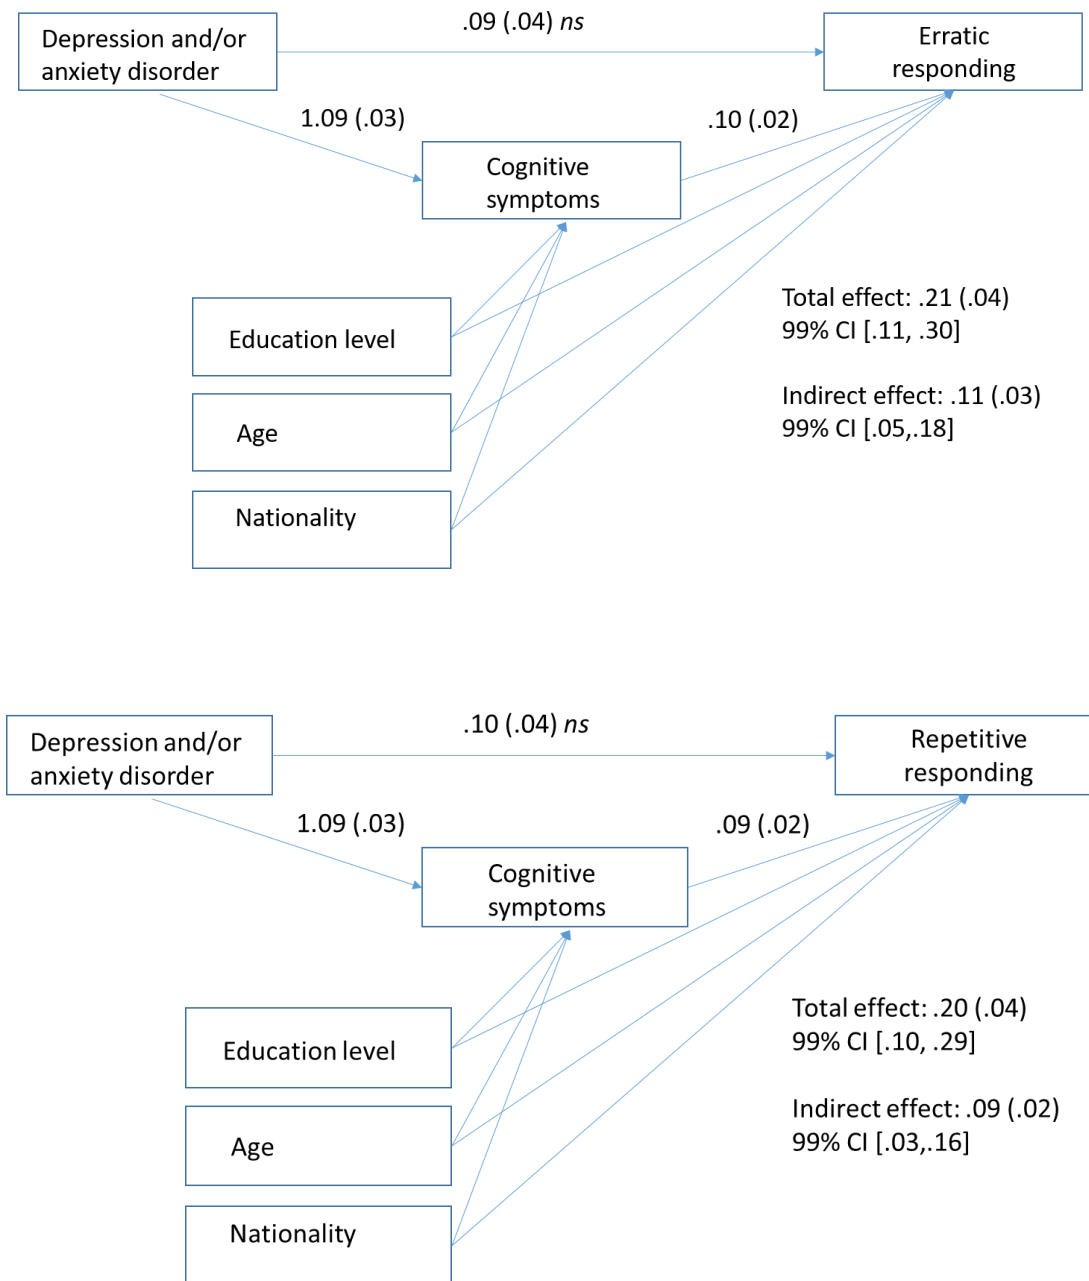 .09 (.04) ns
Depression and/or
anxiety disorder
Erratic
responding
1.09 (.03)
.10 (.02)
Cognitive
symptoms
Education level
Age
Nationality
Total effect: .21 (.04)
99% CI [.11, .30]
Indirect effect: .11 (.03)
99% CI [.05,.18]
.10 (.04) ns
Depression and/or
anxiety disorder
Repetitive
responding
1.09 (.03)
.09 (.02)
Cognitive
symptoms
Education level
Age
Nationality
Total effect: .20 (.04)
99% CI [.10, .29]
Indirect effect: .09 (.02)
99% CI [.03,.16]